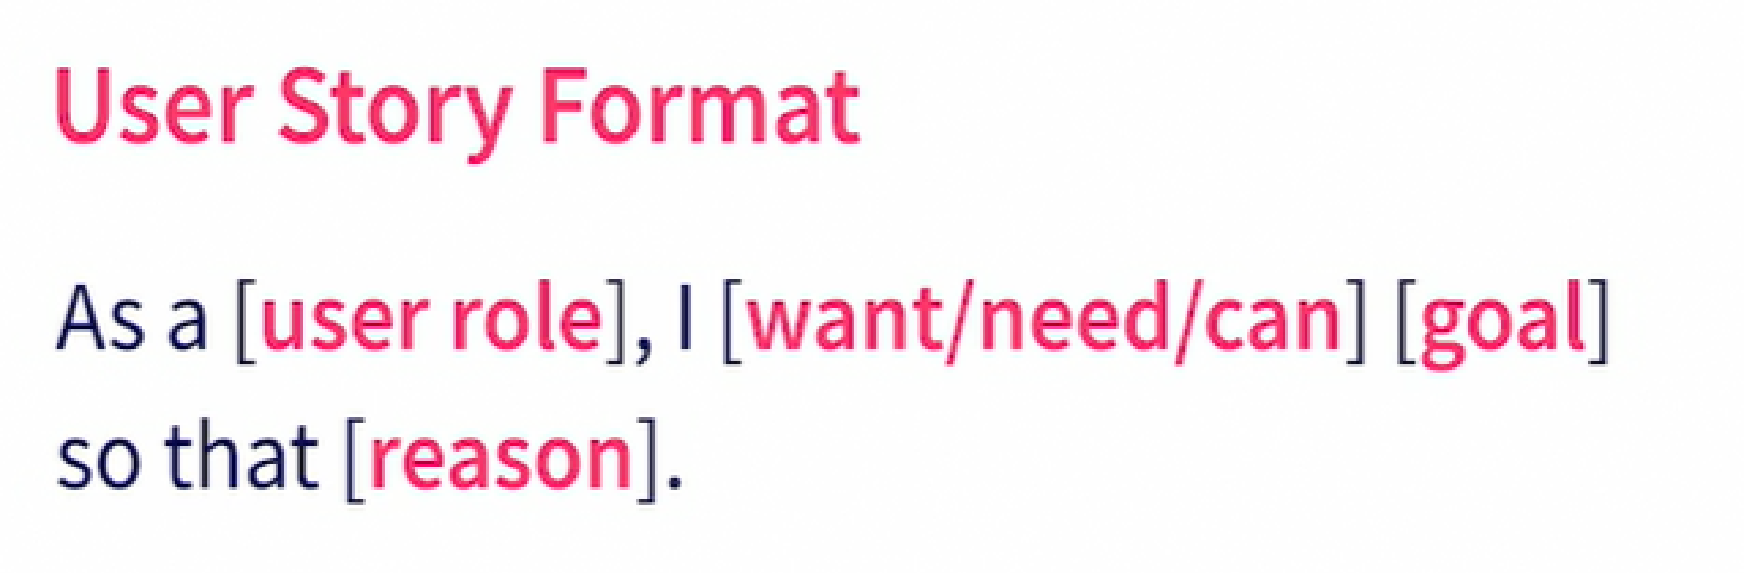 User Story Format
As a [user role], I [want/need/can] [goal]
so that [reason].